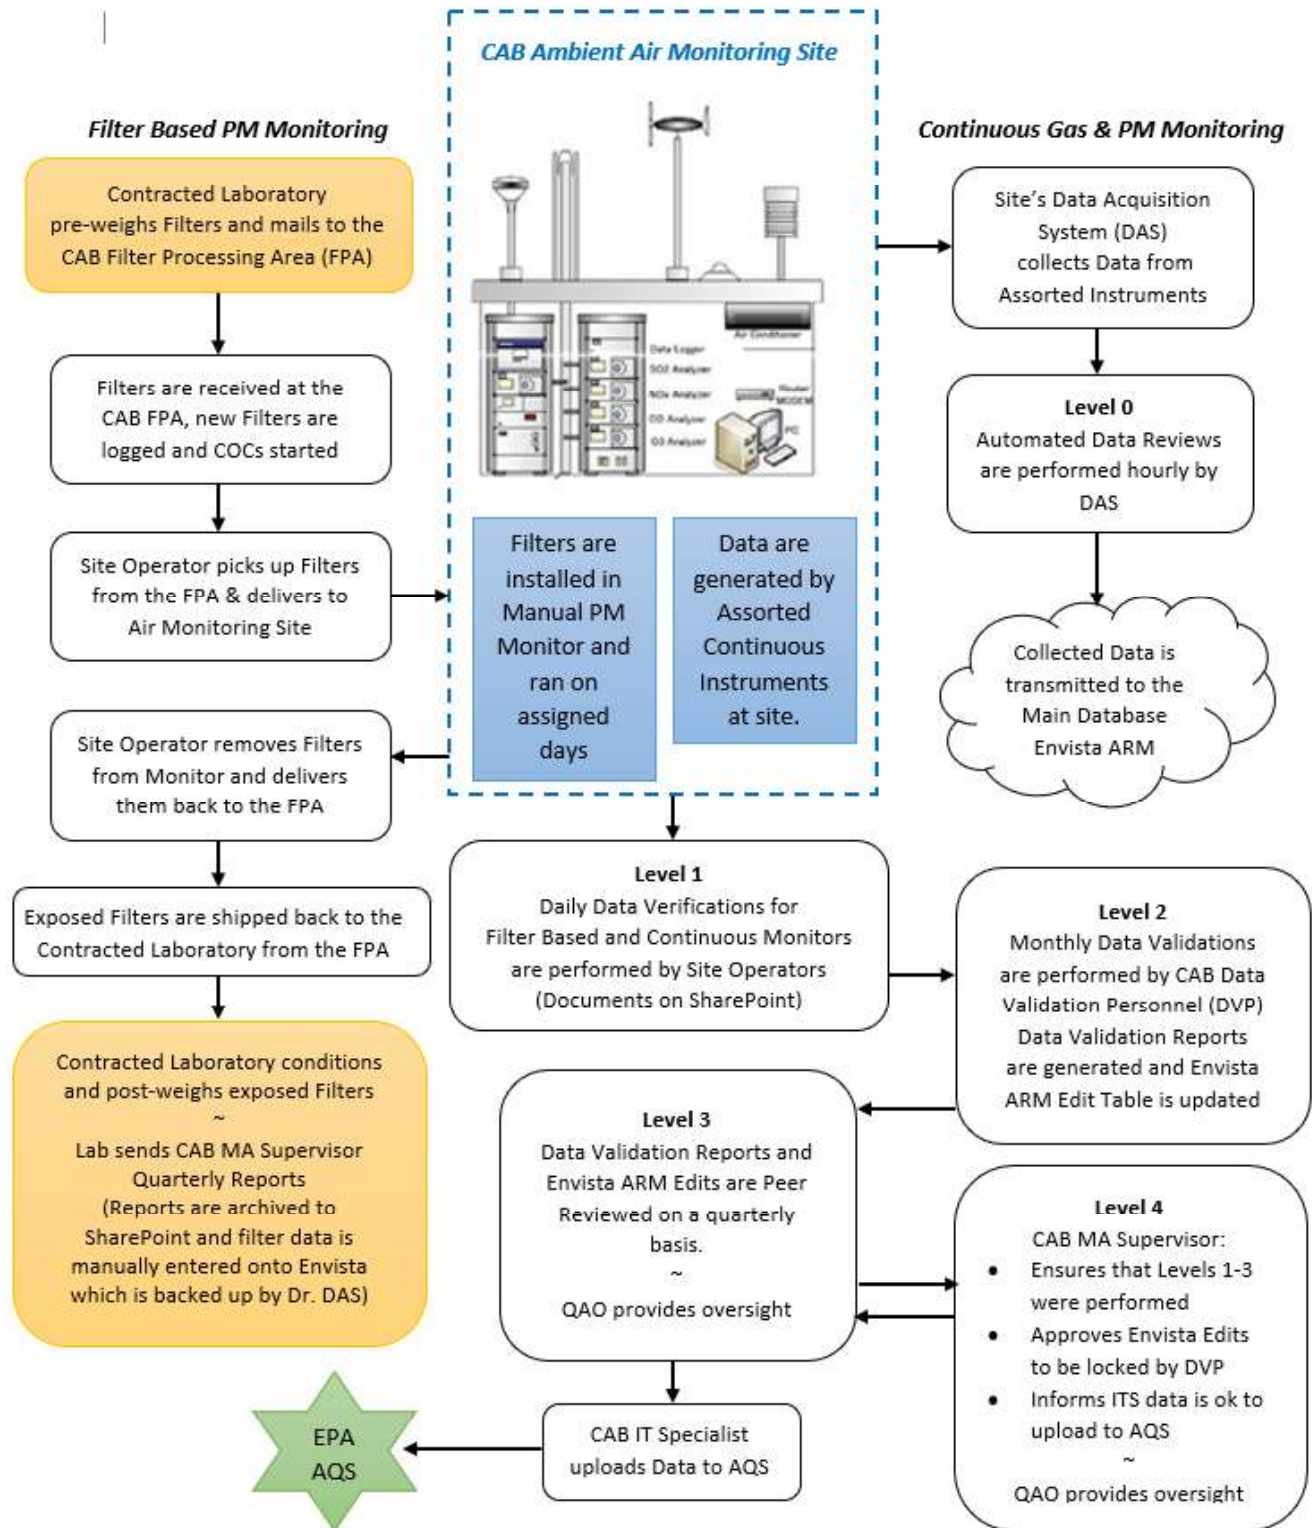 CAB Ambient Air Monitoring Site
Filter Based PM Monitoring
Contracted Laboratory
pre-weighs Filters and mails to the
CAB Filter Processing Area (FPA)
Filters are received at the
CAB FPA, new Filters are
logged and COCs started
Site Operator picks up Filters
from the FPA & delivers to
Air Monitoring Site
Air Conditioner
Data Logger
SO2 Analyzer
NOx Analyzer
O3 Analyzer
O3 Analyzer
Router
MODEM
PC
Filters are
installed in
Manual PM
Monitor and
ran on
assigned
days
Data are
generated by
Assorted
Continuous
Instruments
at site.
Site Operator removes Filters
from Monitor and delivers
them back to the FPA
Exposed Filters are shipped back to the
Contracted Laboratory from the FPA
Contracted Laboratory conditions
and post-weighs exposed Filters
~
Lab sends CAB MA Supervisor
Quarterly Reports
(Reports are archived to
SharePoint and filter data is
manually entered onto Envista
which is backed up by Dr. DAS)
Continuous Gas & PM Monitoring
Site's Data Acquisition
System (DAS)
collects Data from
Assorted Instruments
Level 0
Automated Data Reviews
are performed hourly by
DAS
Collected Data is
transmitted to the
Main Database
Envista ARM
Level 1
Daily Data Verifications for
Filter Based and Continuous Monitors
are performed by Site Operators
(Documents on SharePoint)
Level 2
Monthly Data Validations
are performed by CAB Data
Validation Personnel (DVP)
Data Validation Reports
are generated and Envista
ARM Edit Table is updated
Level 3
Data Validation Reports and
Envista ARM Edits are Peer
Reviewed on a quarterly
basis.
~
QAO provides oversight
Level 4
CAB MA Supervisor:
• Ensures that Levels 1-3
were performed
• Approves Envista Edits
to be locked by DVP
• Informs ITS data is ok to
upload to AQS
~
QAO provides oversight
CAB IT Specialist
uploads Data to AQS
EPA
AQS